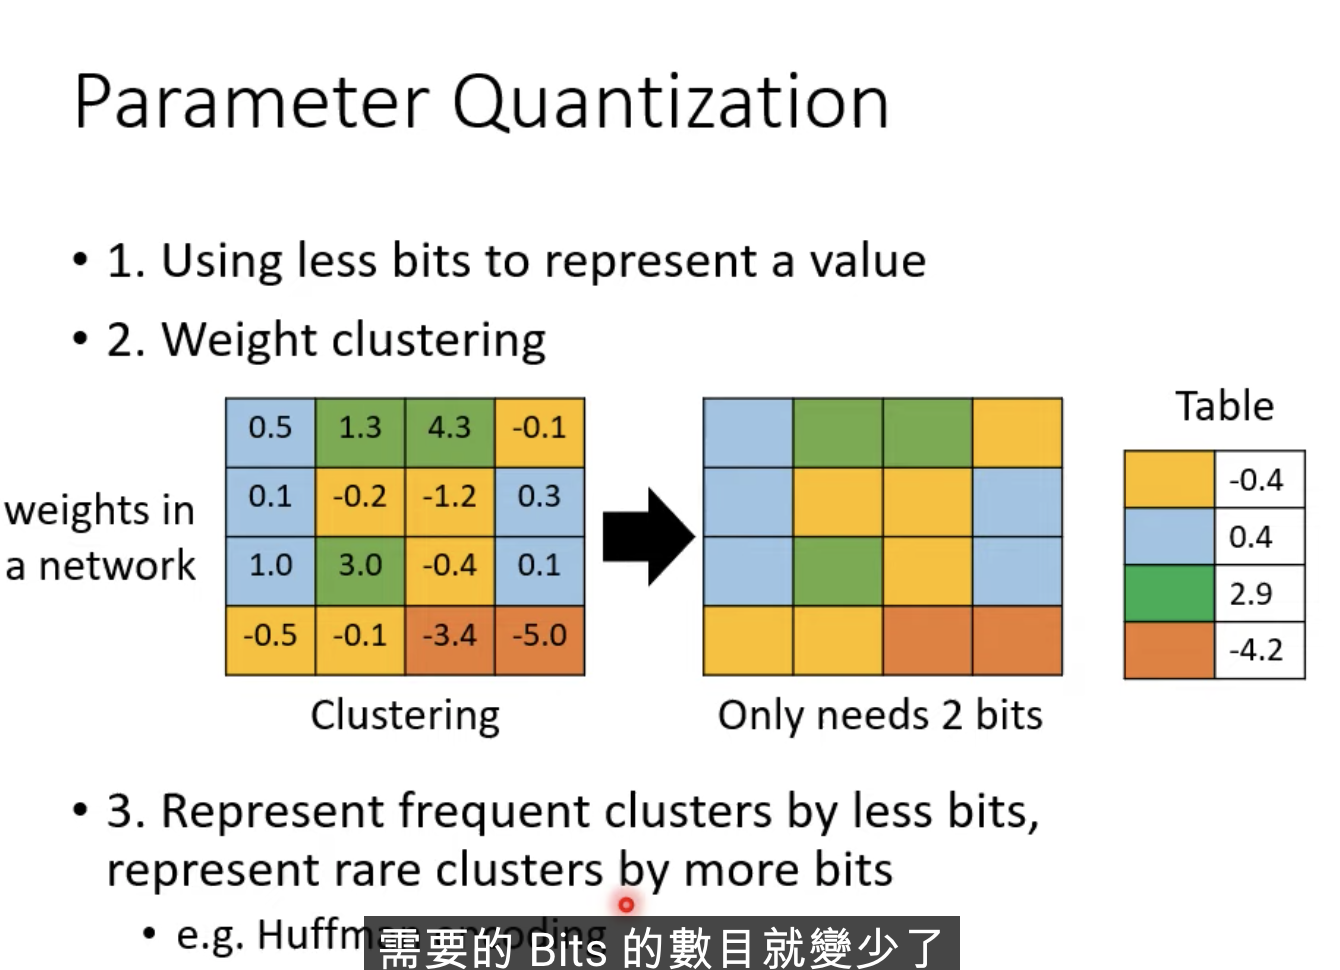 Parameter Quantization
• 1. Using less bits to represent a value
• 2. Weight clustering
weights in
a network
0.5 1.3 4.3 -0.1
0.1 -0.2 -1.2 0.3
1.0 3.0 -0.4 0.1
-0.5 -0.1 -3.4 -5.0
Clustering
Only needs 2 bits
Table
-0.4
0.4
2.9
-4.2
• 3. Represent frequent clusters by less bits,
represent rare clusters by more bits
• e.g. Huffman encoding
需要的 Bits 的數目就變少了